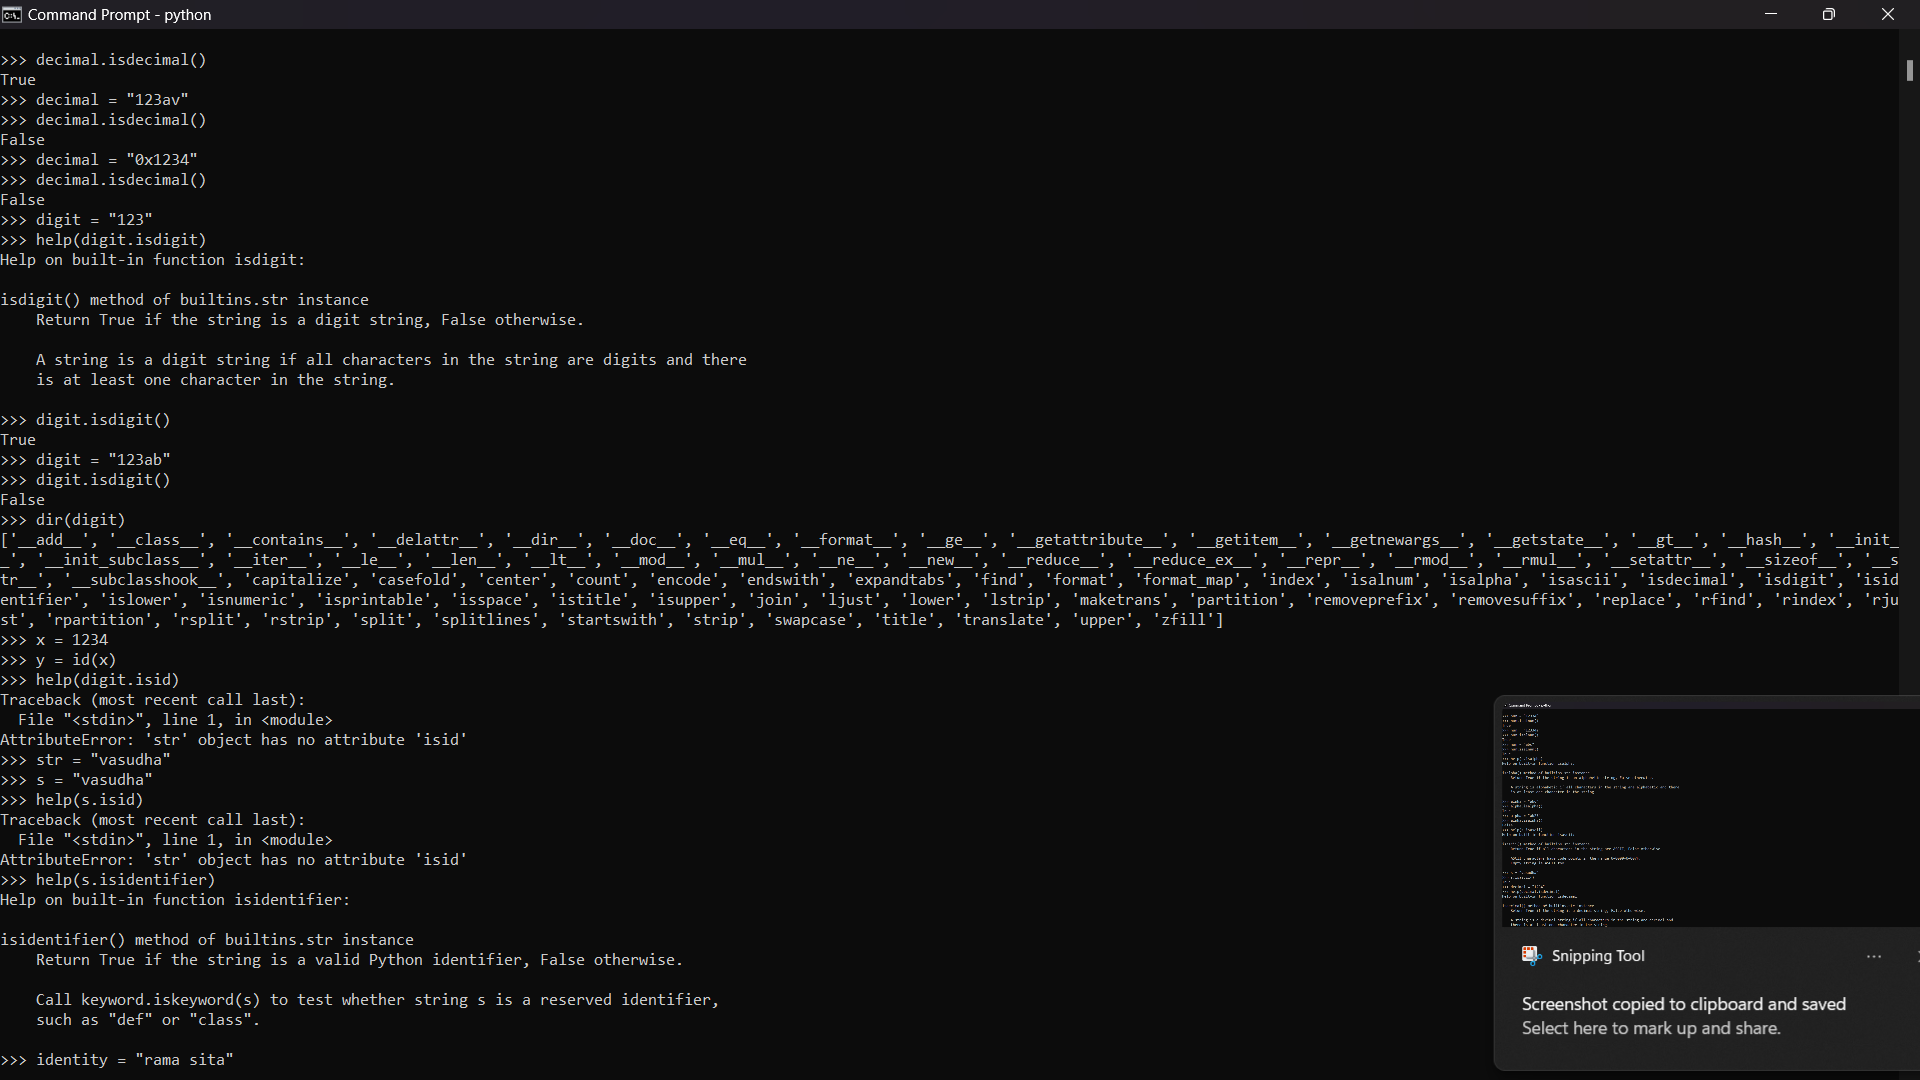 Command Prompt - python
>>> decimal.isdecimal()
True
>>> decimal = "123av"
>>> decimal.isdecimal()
False
>>> decimal = "0x1234"
>>> decimal.isdecimal()
False
>>> digit = "123"
>>> help(digit.isdigit)
Help on built-in function isdigit:
isdigit() method of builtins.str instance
    Return True if the string is a digit string, False otherwise.
    A string is a digit string if all characters in the string are digits and there
    is at least one character in the string.
>>> digit.isdigit()
True
>>> digit = "123ab"
>>> digit.isdigit()
False
>>> dir(digit)
['__add__', '__class__', '__contains__', '__delattr__', '__dir__', '__doc__', '__eq__', '__format__', '__ge__', '__getattribute__', '__getitem__', '__getnewargs__', '__getstate__', '__gt__', '__hash__', '__init_
_', '__init_subclass__', '__iter__', '__le__', '__len__', '__lt__', '__mod__', '__mul__', '__ne__', '__new__', '__reduce__', '__reduce_ex__', '__repr__', '__rmod__', '__rmul__', '__setattr__', '__sizeof__', '__s
tr__', '__subclasshook__', 'capitalize', 'casefold', 'center', 'count', 'encode', 'endswith', 'expandtabs', 'find', 'format', 'format_map', 'index', 'isalnum', 'isalpha', 'isascii', 'isdecimal', 'isdigit', 'isid
entifier', 'islower', 'isnumeric', 'isprintable', 'isspace', 'istitle', 'isupper', 'join', 'ljust', 'lower', 'lstrip', 'maketrans', 'partition', 'removeprefix', 'removesuffix', 'replace', 'rfind', 'rindex', 'rju
st', 'rpartition', 'rsplit', 'rstrip', 'split', 'splitlines', 'startswith', 'strip', 'swapcase', 'title', 'translate', 'upper', 'zfill']
>>> x = 1234
>>> y = id(x)
>>> help(digit.isid)
Traceback (most recent call last):
  File "<stdin>", line 1, in <module>
AttributeError: 'str' object has no attribute 'isid'
>>> str = "vasudha"
>>> s = "vasudha"
>>> help(s.isid)
Traceback (most recent call last):
  File "<stdin>", line 1, in <module>
AttributeError: 'str' object has no attribute 'isid'
>>> help(s.isidentifier)
Help on built-in function isidentifier:
isidentifier() method of builtins.str instance
    Return True if the string is a valid Python identifier, False otherwise.
    Call keyword.iskeyword(s) to test whether string s is a reserved identifier,
    such as "def" or "class".
>>> identity = "rama sita"
Snipping Tool
Screenshot copied to clipboard and saved
Select here to mark up and share.